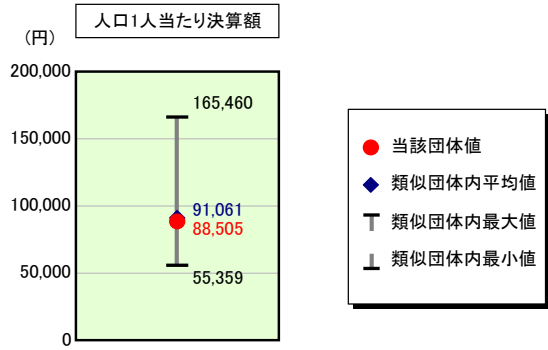 人口1人当たり決算額
(円)
200,000
165,460
150,000
100,000
91,061
88,505
50,000
55,359
0
当該団体値
類似団体内平均値
類似団体内最大値
類似団体内最小値